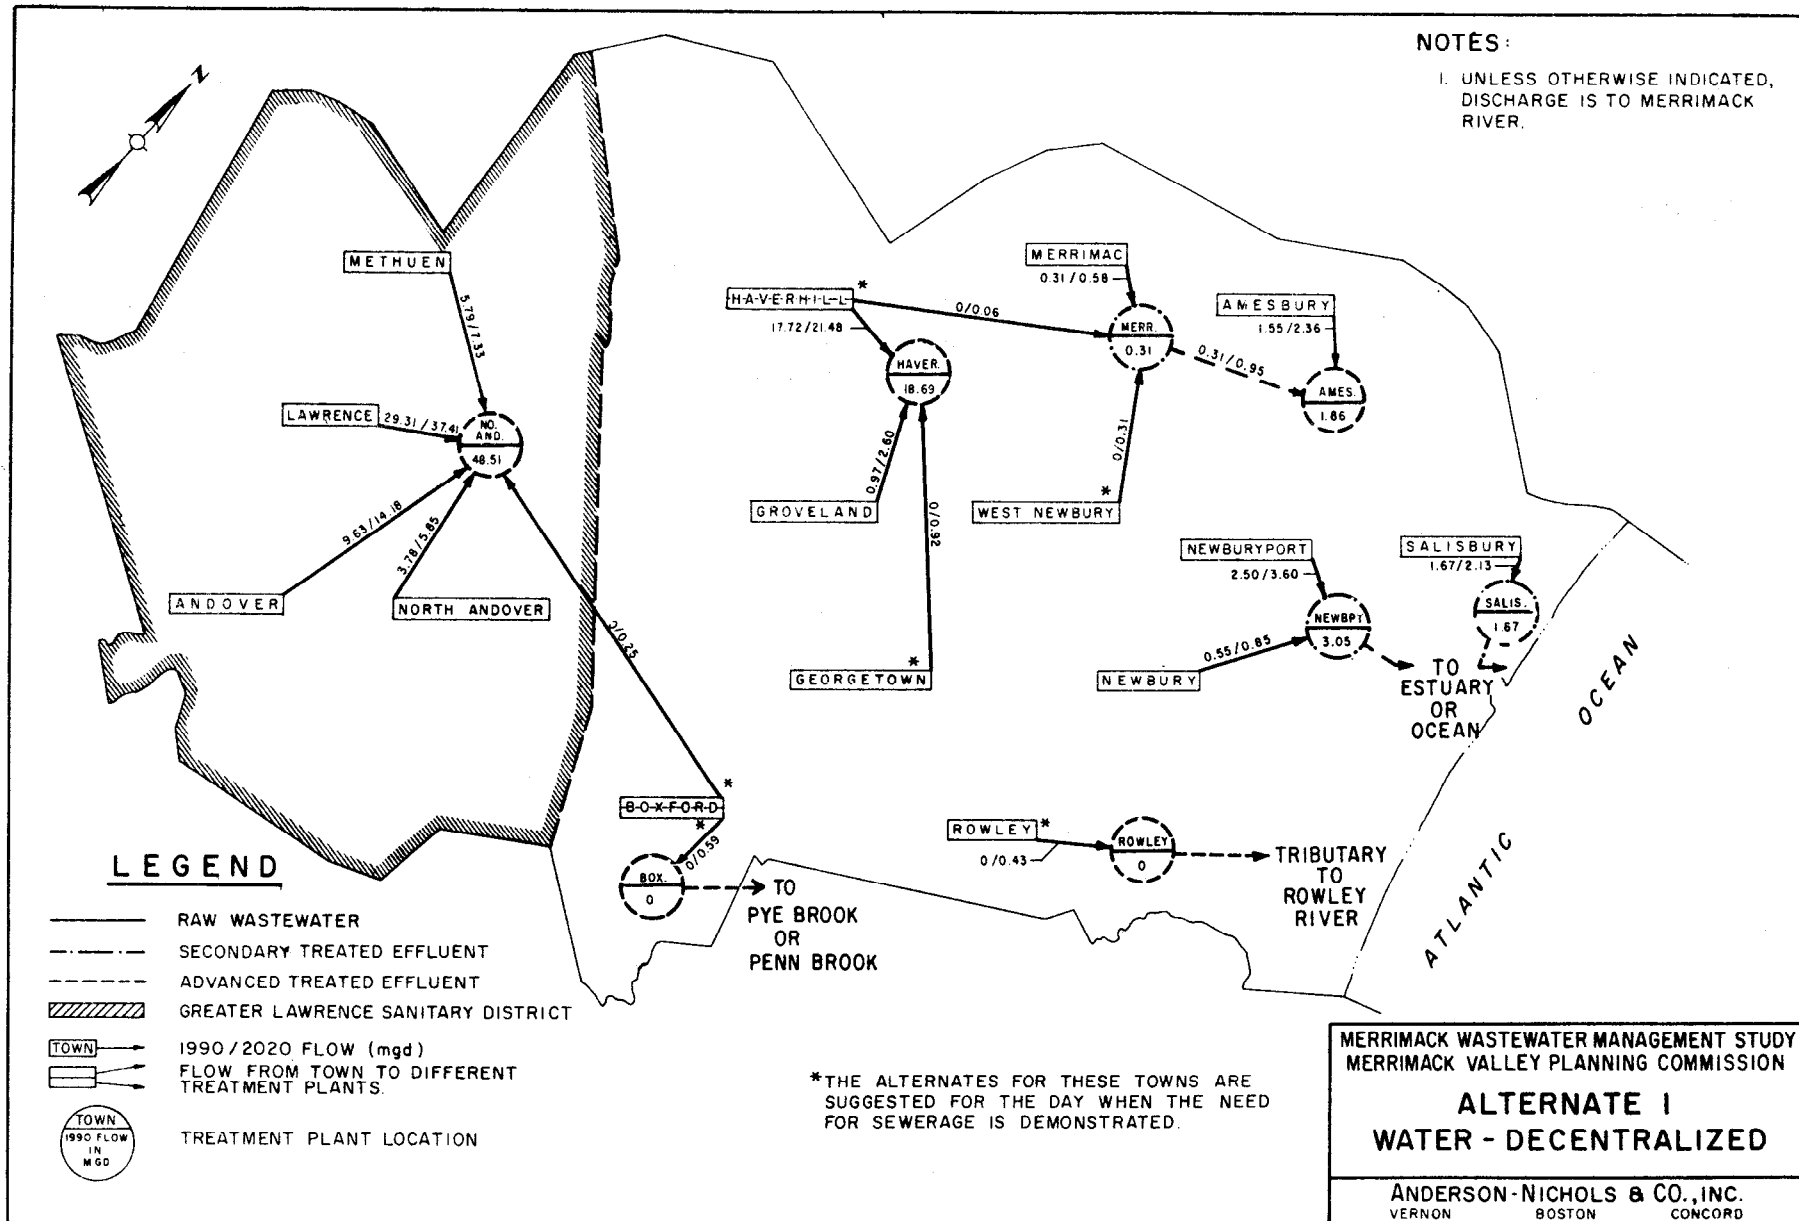 NOTES:
1. UNLESS OTHERWISE INDICATED,
DISCHARGE IS TO MERRIMACK
RIVER.
N
METHUEN
5.79/7.33
LAWRENCE
29.31/37.41
NO.
AND.
48.51
9.63/14.18
3.78/5.85
ANDOVER
NORTH ANDOVER
0/0.25
HAVERHILL *
17.72/21.48
0/0.06
HAVER.
18.69
MERRIMAC
0.31/0.58
MERR.
0.31
AMESBURY
1.55/2.36
0.31/0.95
AMES.
1.86
0.97/2.60
GROVELAND
0/0.92
0/0.31
*
WEST NEWBURY
NEWBURYPORT
2.50/3.60
SALISBURY
1.67/2.13
NEWBPT
3.05
SALIS.
1.67
*
GEORGETOWN
0.55/0.85
NEWBURY
TO
ESTUARY
OR
OCEAN
ATLANTIC OCEAN
*
BOXFORD
*
0/0.59
BOX.
0
TO
PYE BROOK
OR
PENN BROOK
ROWLEY *
0/0.43
ROWLEY
0
TRIBUTARY
TO
ROWLEY
RIVER
LEGEND
RAW WASTEWATER
SECONDARY TREATED EFFLUENT
ADVANCED TREATED EFFLUENT
GREATER LAWRENCE SANITARY DISTRICT
TOWN 1990/2020 FLOW (mgd)
FLOW FROM TOWN TO DIFFERENT
TREATMENT PLANTS.
TOWN
1990 FLOW
IN
MGD
TREATMENT PLANT LOCATION
*THE ALTERNATES FOR THESE TOWNS ARE
SUGGESTED FOR THE DAY WHEN THE NEED
FOR SEWERAGE IS DEMONSTRATED.
MERRIMACK WASTEWATER MANAGEMENT STUDY
MERRIMACK VALLEY PLANNING COMMISSION
ALTERNATE 1
WATER - DECENTRALIZED
ANDERSON-NICHOLS & CO., INC.
VERNON BOSTON CONCORD